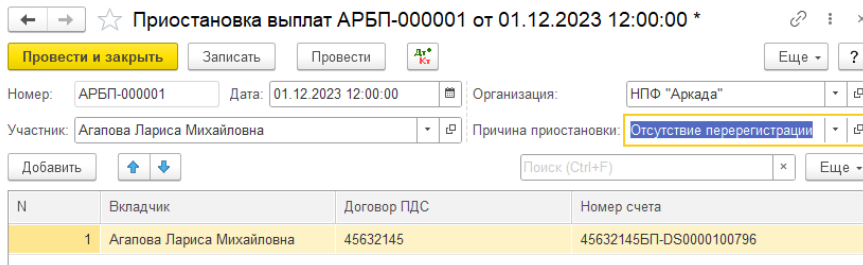 Приостановка выплат АРБП-000001 от 01.12.2023 12:00:00 *
Провести и закрыть Записать Провести Дт Кт Еще ?
Номер: АРБП-000001 Дата: 01.12.2023 12:00:00 Организация: НПФ "Аркада"
Участник: Агапова Лариса Михайловна Причина приостановки: Отсутствие перерегистрации
Добавить Поиск (Ctrl+F) × Еще
N Вкладчик Договор ПДС Номер счета
1 Агапова Лариса Михайловна 45632145 45632145БП-DS0000100796